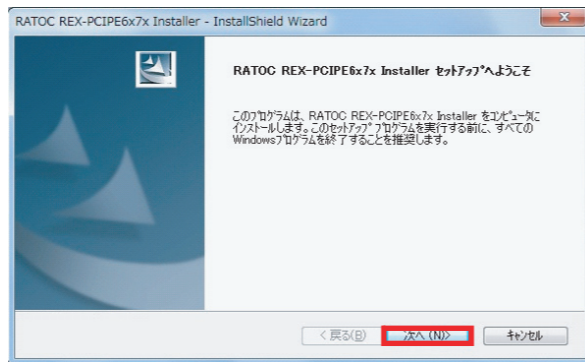 RATOC REX-PCIPE6x7x Installer - InstallShield Wizard
RATOC REX-PCIPE6x7x Installer ｾｯﾄｱｯﾌﾟへようこそ
このﾌﾟﾛｸﾞﾗﾑは、RATOC REX-PCIPE6x7x Installer をｺﾝﾋﾟｭｰﾀに
ｲﾝｽﾄｰﾙします。このｾｯﾄｱｯﾌﾟ ﾌﾟﾛｸﾞﾗﾑを実行する前に、すべての
Windowsﾌﾟﾛｸﾞﾗﾑを終了することを推奨します。
< 戻る(B)
次へ (N)>
ｷｬﾝｾﾙ